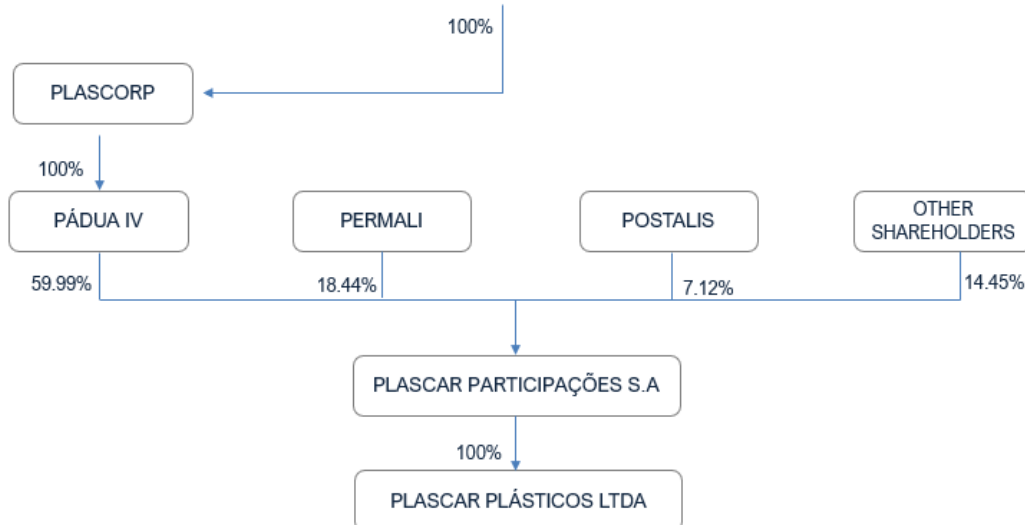 100%
PLASCORP
100%
PÁDUA IV
PERMALI
POSTALIS
OTHER
SHAREHOLDERS
59.99%
18.44%
7.12%
14.45%
PLASCAR PARTICIPAÇÕES S.A
100%
PLASCAR PLÁSTICOS LTDA